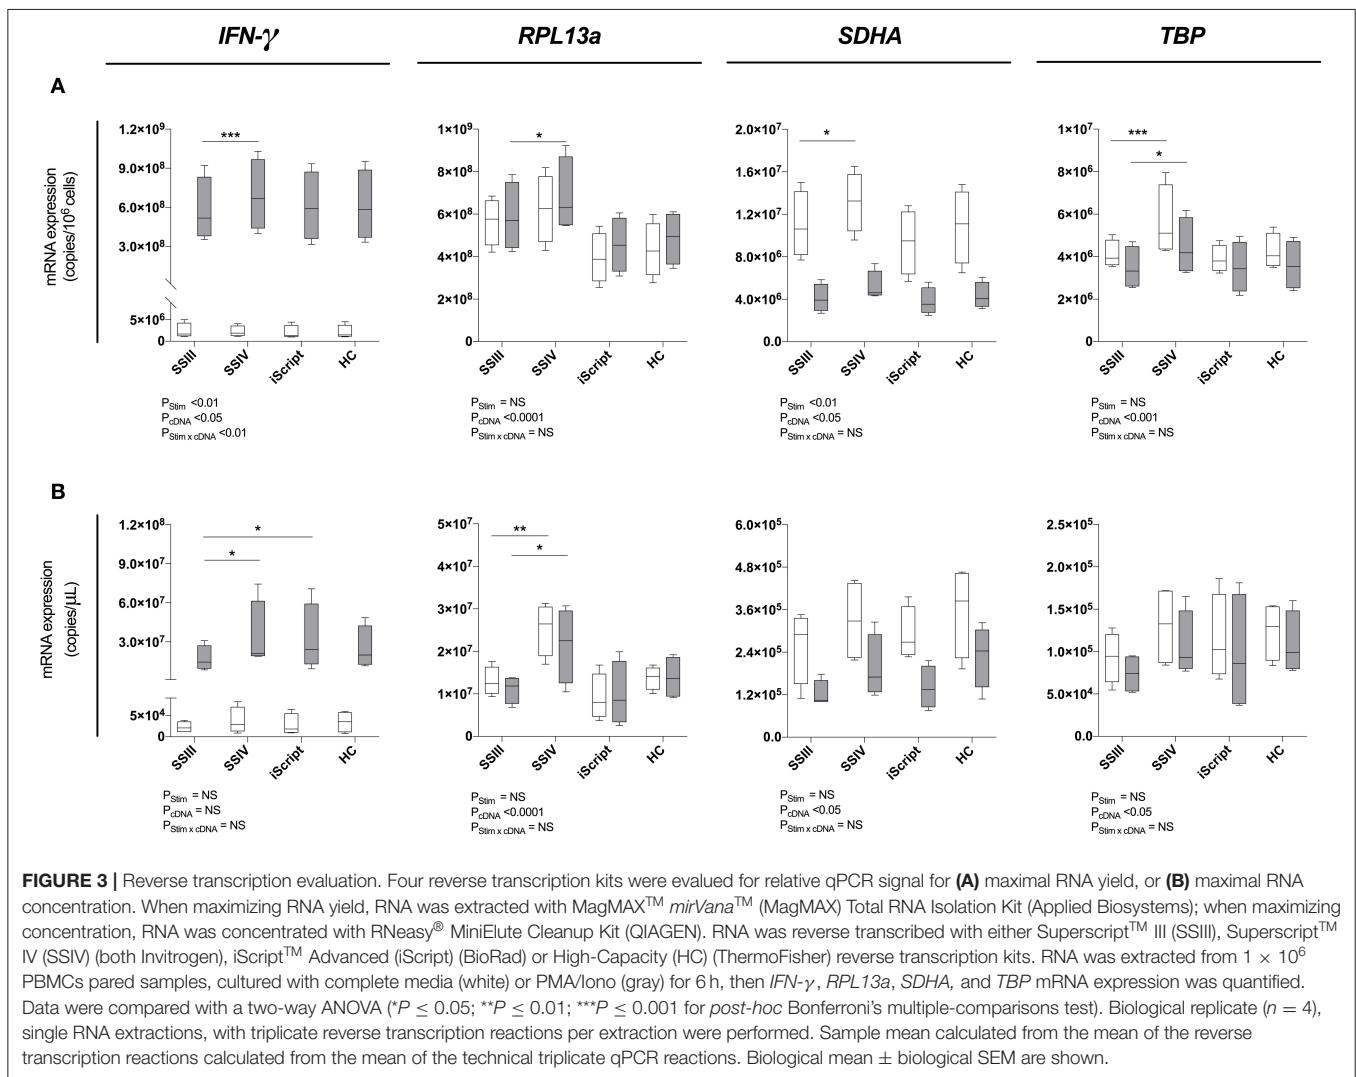 IFN-γ RPL13a SDHA TBP
A
mRNA expression
(copies/10⁶ cells)
1.2×10⁹
9.0×10⁸
6.0×10⁸
3.0×10⁸
5×10⁶
0
***
SSIII SSIV iScript HC
P_Stim <0.01
P_cDNA <0.05
P_Stim x cDNA <0.01
1×10⁹
8×10⁸
6×10⁸
4×10⁸
2×10⁸
0
*
SSIII SSIV iScript HC
P_Stim = NS
P_cDNA <0.0001
P_Stim x cDNA = NS
2.0×10⁷
1.6×10⁷
1.2×10⁷
8.0×10⁶
4.0×10⁶
0.0
*
SSIII SSIV iScript HC
P_Stim <0.01
P_cDNA <0.05
P_Stim x cDNA = NS
1×10⁷
8×10⁶
6×10⁶
4×10⁶
2×10⁶
0
***
*
SSIII SSIV iScript HC
P_Stim = NS
P_cDNA <0.001
P_Stim x cDNA = NS
B
mRNA expression
(copies/µL)
1.2×10⁸
9.0×10⁷
6.0×10⁷
3.0×10⁷
5×10⁴
0
*
*
SSIII SSIV iScript HC
P_Stim = NS
P_cDNA = NS
P_Stim x cDNA = NS
5×10⁷
4×10⁷
3×10⁷
2×10⁷
1×10⁷
0
**
*
SSIII SSIV iScript HC
P_Stim = NS
P_cDNA <0.0001
P_Stim x cDNA = NS
6.0×10⁵
4.8×10⁵
3.6×10⁵
2.4×10⁵
1.2×10⁵
0.0
SSIII SSIV iScript HC
P_Stim = NS
P_cDNA <0.05
P_Stim x cDNA = NS
2.5×10⁵
2.0×10⁵
1.5×10⁵
1.0×10⁵
5.0×10⁴
0.0
SSIII SSIV iScript HC
P_Stim = NS
P_cDNA <0.05
P_Stim x cDNA = NS
FIGURE 3 | Reverse transcription evaluation. Four reverse transcription kits were evalued for relative qPCR signal for (A) maximal RNA yield, or (B) maximal RNA
concentration. When maximizing RNA yield, RNA was extracted with MagMAX™ mirVana™ (MagMAX) Total RNA Isolation Kit (Applied Biosystems); when maximizing
concentration, RNA was concentrated with RNeasy® MiniElute Cleanup Kit (QIAGEN). RNA was reverse transcribed with either Superscript™ III (SSIII), Superscript™
IV (SSIV) (both Invitrogen), iScript™ Advanced (iScript) (BioRad) or High-Capacity (HC) (ThermoFisher) reverse transcription kits. RNA was extracted from 1 × 10⁶
PBMCs pared samples, cultured with complete media (white) or PMA/Iono (gray) for 6 h, then IFN-γ, RPL13a, SDHA, and TBP mRNA expression was quantified.
Data were compared with a two-way ANOVA (*P ≤ 0.05; **P ≤ 0.01; ***P ≤ 0.001 for post-hoc Bonferroni's multiple-comparisons test). Biological replicate (n = 4),
single RNA extractions, with triplicate reverse transcription reactions per extraction were performed. Sample mean calculated from the mean of the reverse
transcription reactions calculated from the mean of the technical triplicate qPCR reactions. Biological mean ± biological SEM are shown.